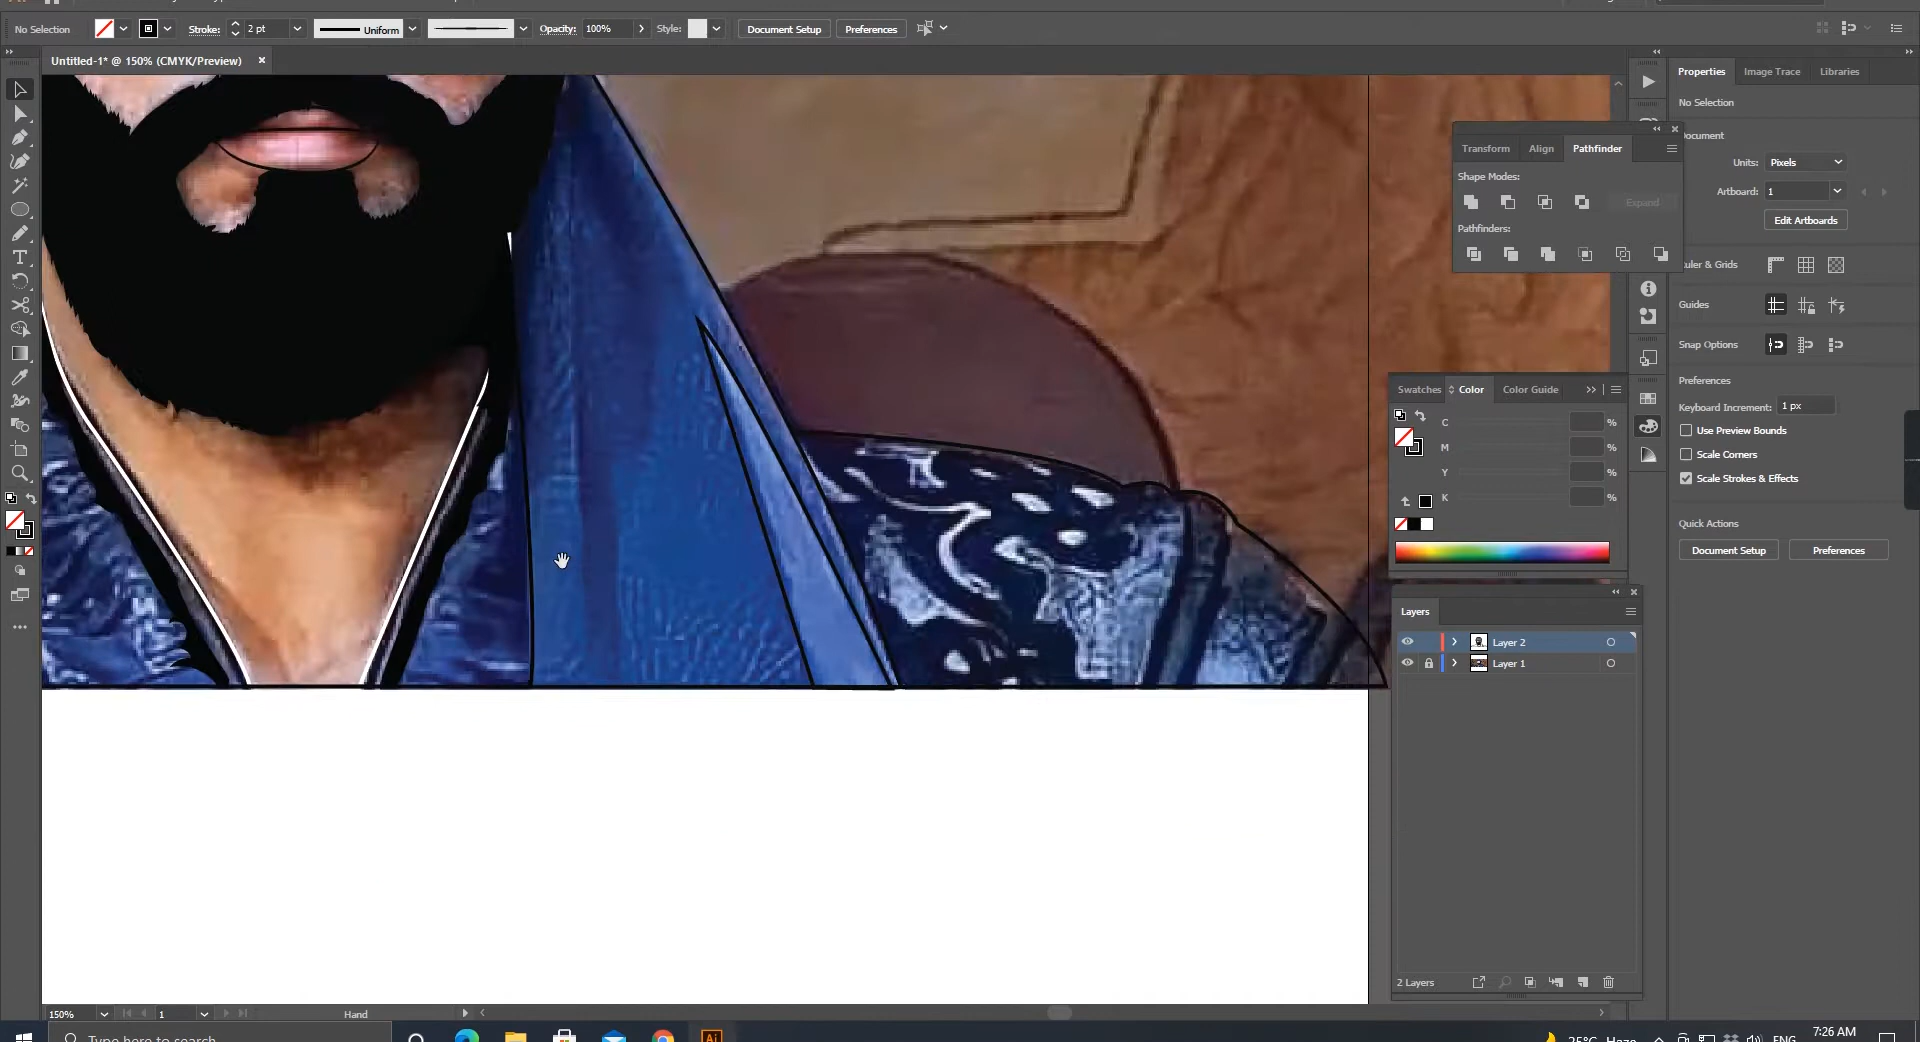 No Selection
Stroke:
2 pt
Uniform
Opacity:
100%
Style:
Document Setup
Preferences
Untitled-1* @ 150% (CMYK/Preview)
Properties
Image Trace
Libraries
No Selection
Document
Units:
Pixels
Artboard:
1
Edit Artboards
Ruler & Grids
Guides
Snap Options
Preferences
Keyboard Increment:
1 px
Use Preview Bounds
Scale Corners
Scale Strokes & Effects
Quick Actions
Document Setup
Preferences
Transform
Align
Pathfinder
Shape Modes:
Expand
Pathfinders:
Swatches
Color
Color Guide
C
%
M
%
Y
%
K
%
Layers
Layer 2
Layer 1
2 Layers
150%
1
Hand
Type here to search
Ai
25°C Haze
ENG
7:26 AM